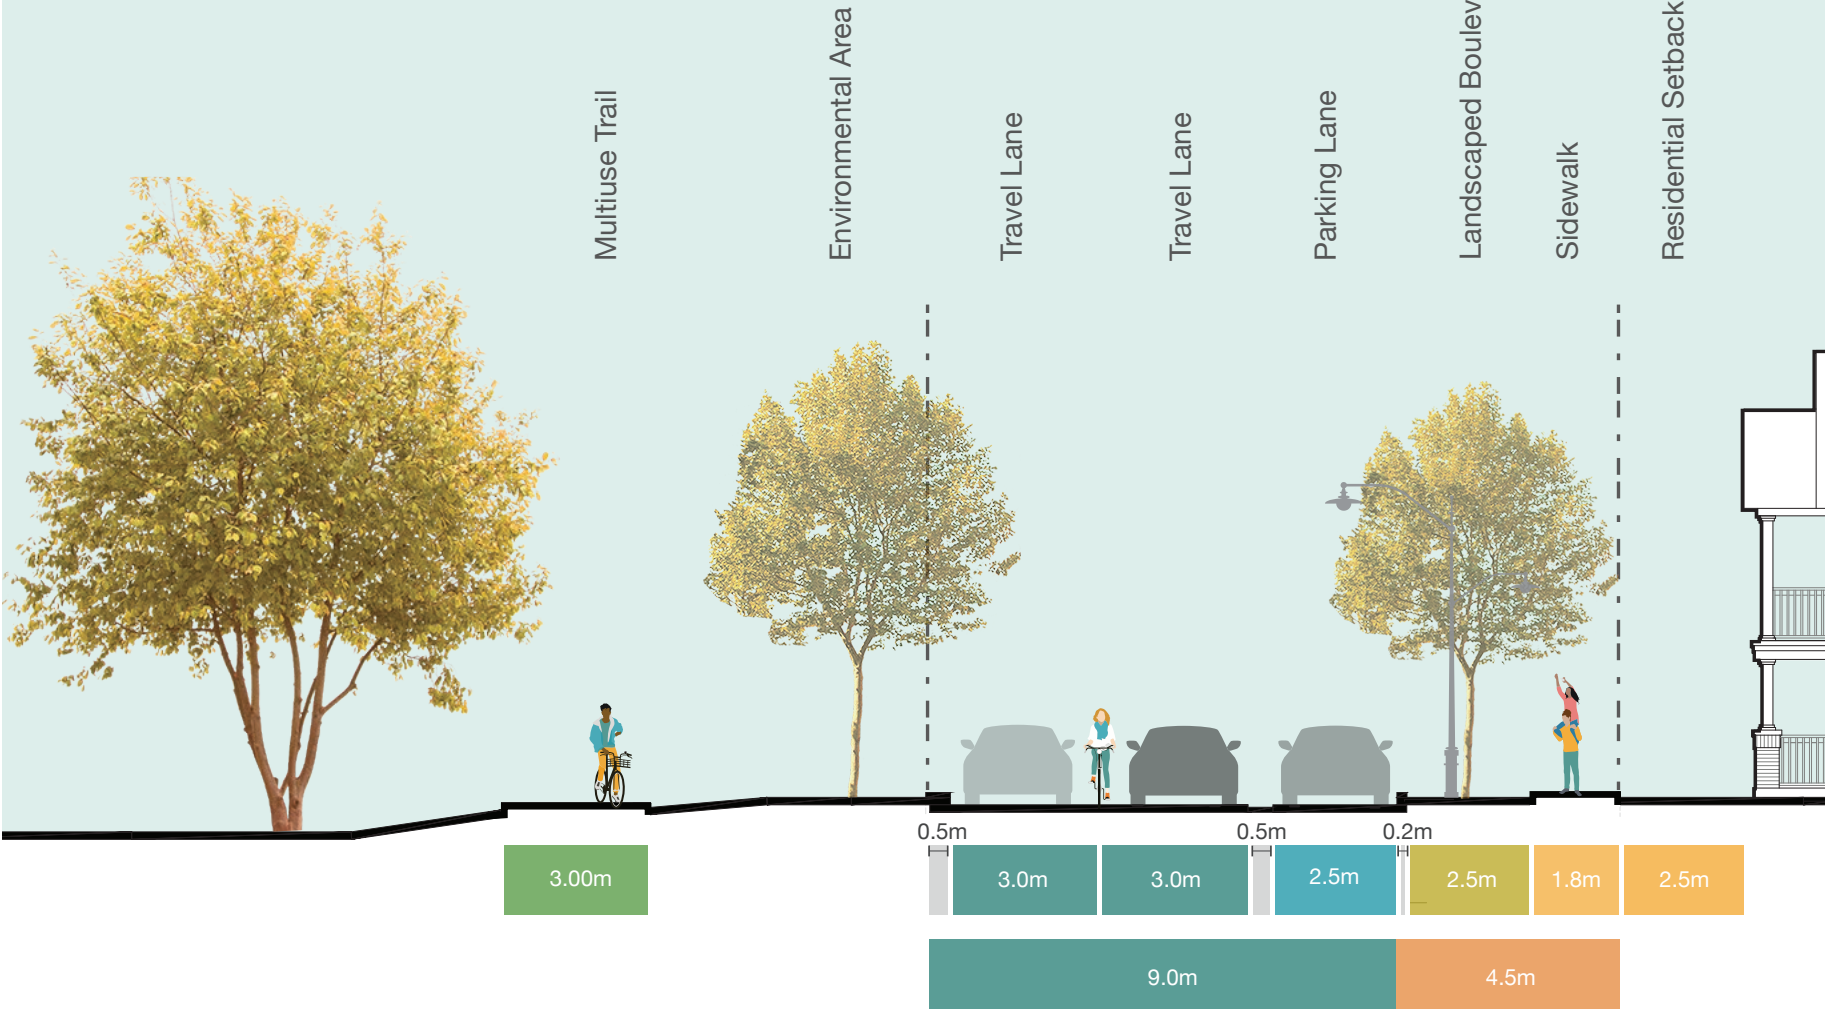 Multiuse Trail
Environmental Area
Travel Lane
Travel Lane
Parking Lane
Landscaped Boulev
Sidewalk
Residential Setback
0.5m
0.5m
0.2m
3.00m
3.0m
3.0m
2.5m
2.5m
1.8m
2.5m
9.0m
4.5m